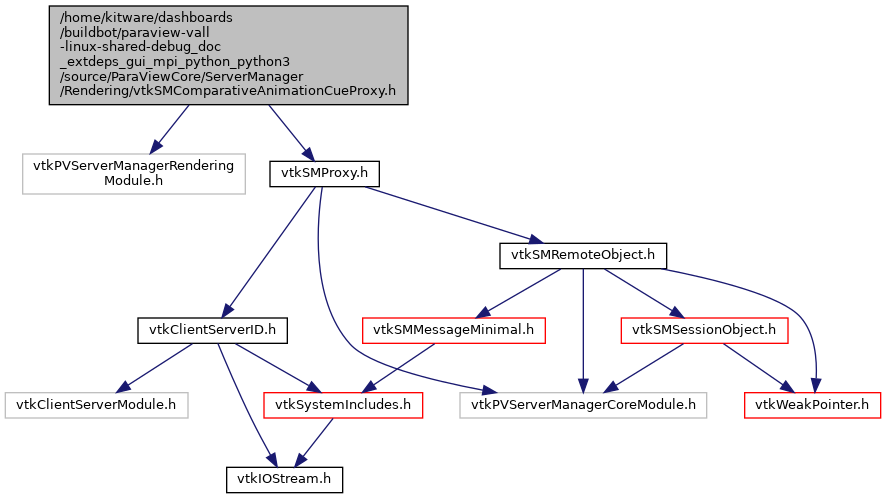 /home/kitware/dashboards
/buildbot/paraview-vall
-linux-shared-debug_doc
_extdeps_gui_mpi_python_python3
/source/ParaViewCore/ServerManager
/Rendering/vtkSMComparativeAnimationCueProxy.h
vtkPVServerManagerRendering
Module.h
vtkSMProxy.h
vtkSMRemoteObject.h
vtkClientServerID.h
vtkSMMessageMinimal.h
vtkSMSessionObject.h
vtkClientServerModule.h
vtkSystemIncludes.h
vtkPVServerManagerCoreModule.h
vtkWeakPointer.h
vtkIOStream.h